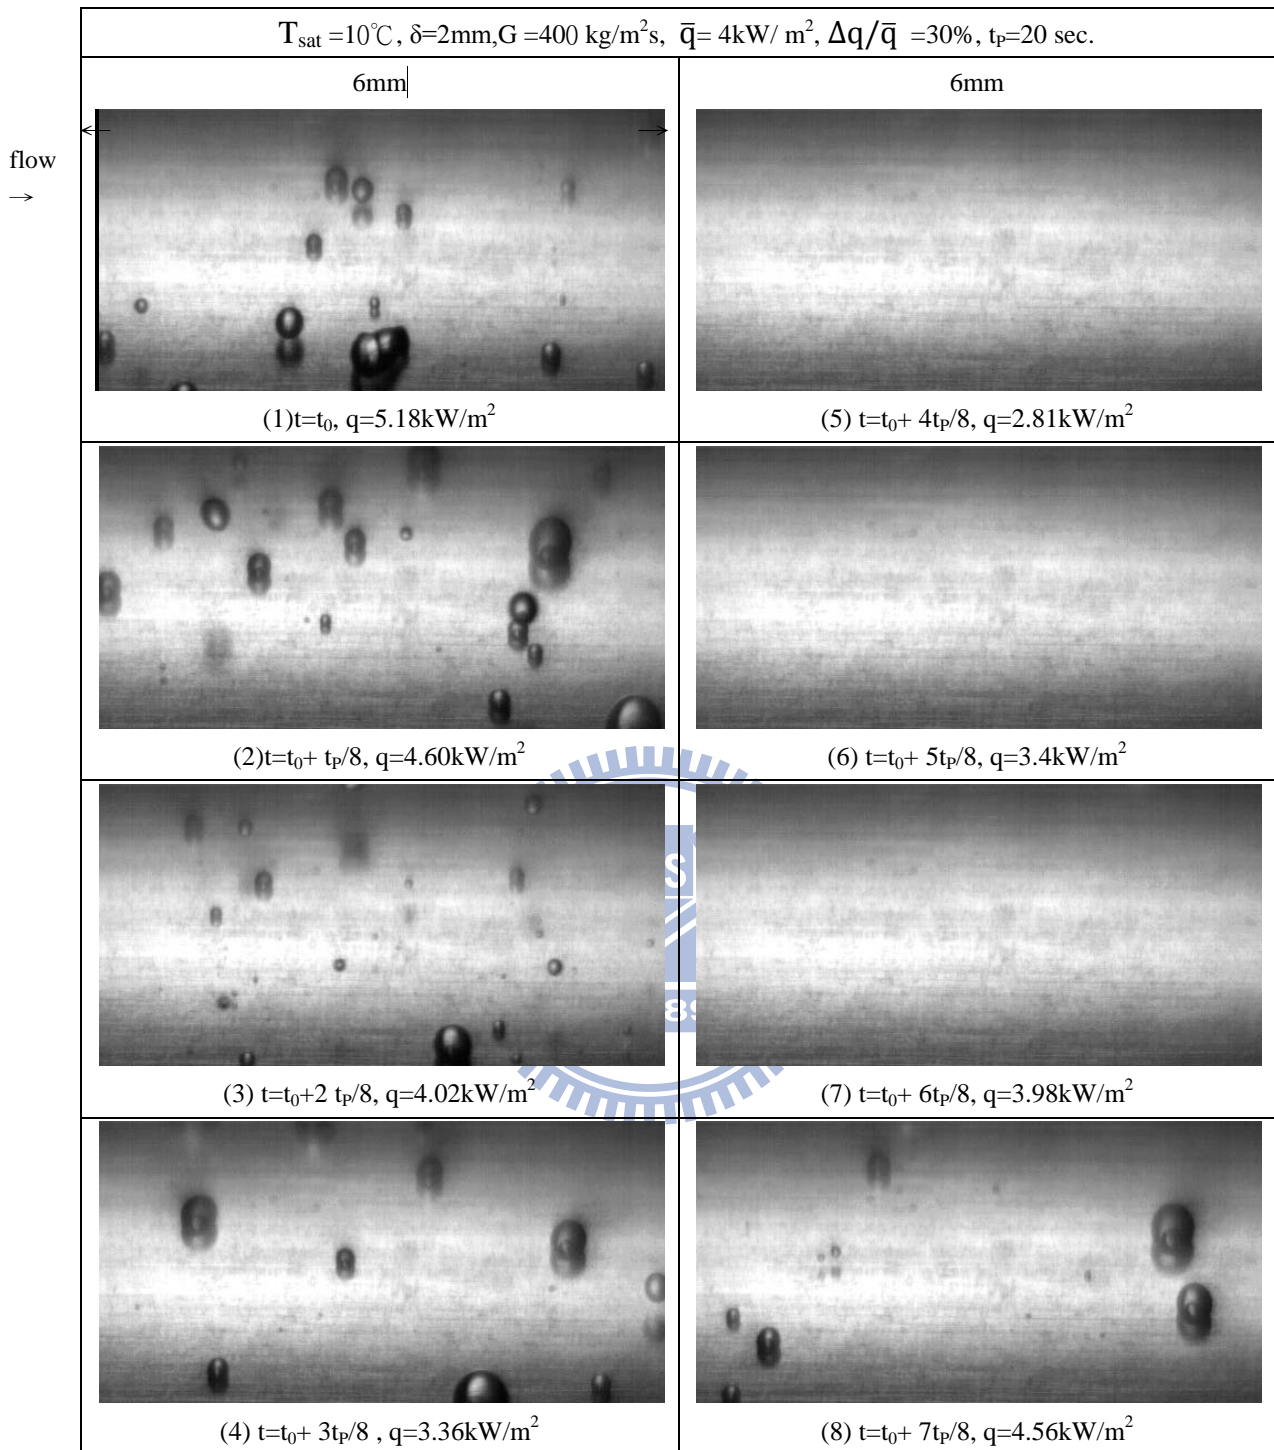 T_sat =10℃, δ=2mm,G =400 kg/m²s, q̄= 4kW/ m², Δq/q̄ =30%, t_P=20 sec.
6mm
6mm
flow
→
(1)t=t₀, q=5.18kW/m²
(5) t=t₀+ 4t_P/8, q=2.81kW/m²
(2)t=t₀+ t_P/8, q=4.60kW/m²
(6) t=t₀+ 5t_P/8, q=3.4kW/m²
S
89
(3) t=t₀+2 t_P/8, q=4.02kW/m²
(7) t=t₀+ 6t_P/8, q=3.98kW/m²
(4) t=t₀+ 3t_P/8 , q=3.36kW/m²
(8) t=t₀+ 7t_P/8, q=4.56kW/m²